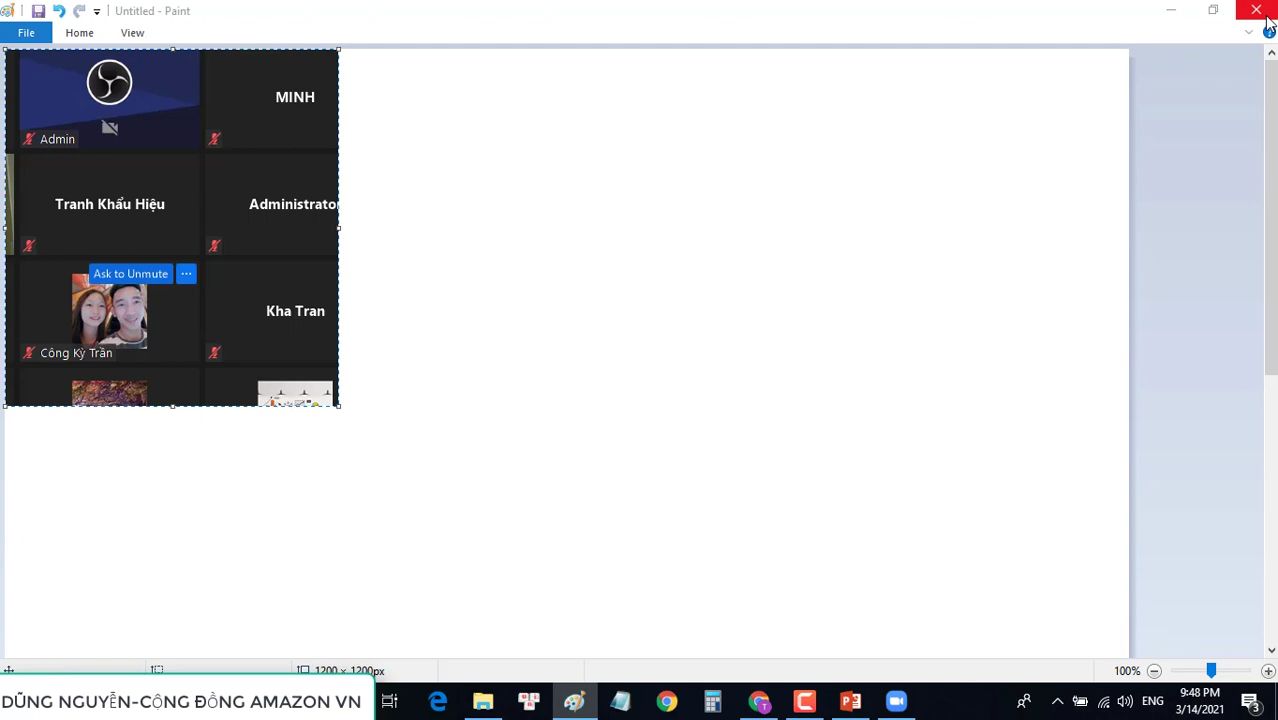 Untitled - Paint
File Home View
MINH
Admin
Tranh Khẩu Hiệu
Administrator
Ask to Unmute ...
Kha Tran
Công Kỳ Trần
1200 × 1200px
100%
DŨNG NGUYỄN-CỘNG ĐỒNG AMAZON VN
ENG
9:48 PM
3/14/2021
3